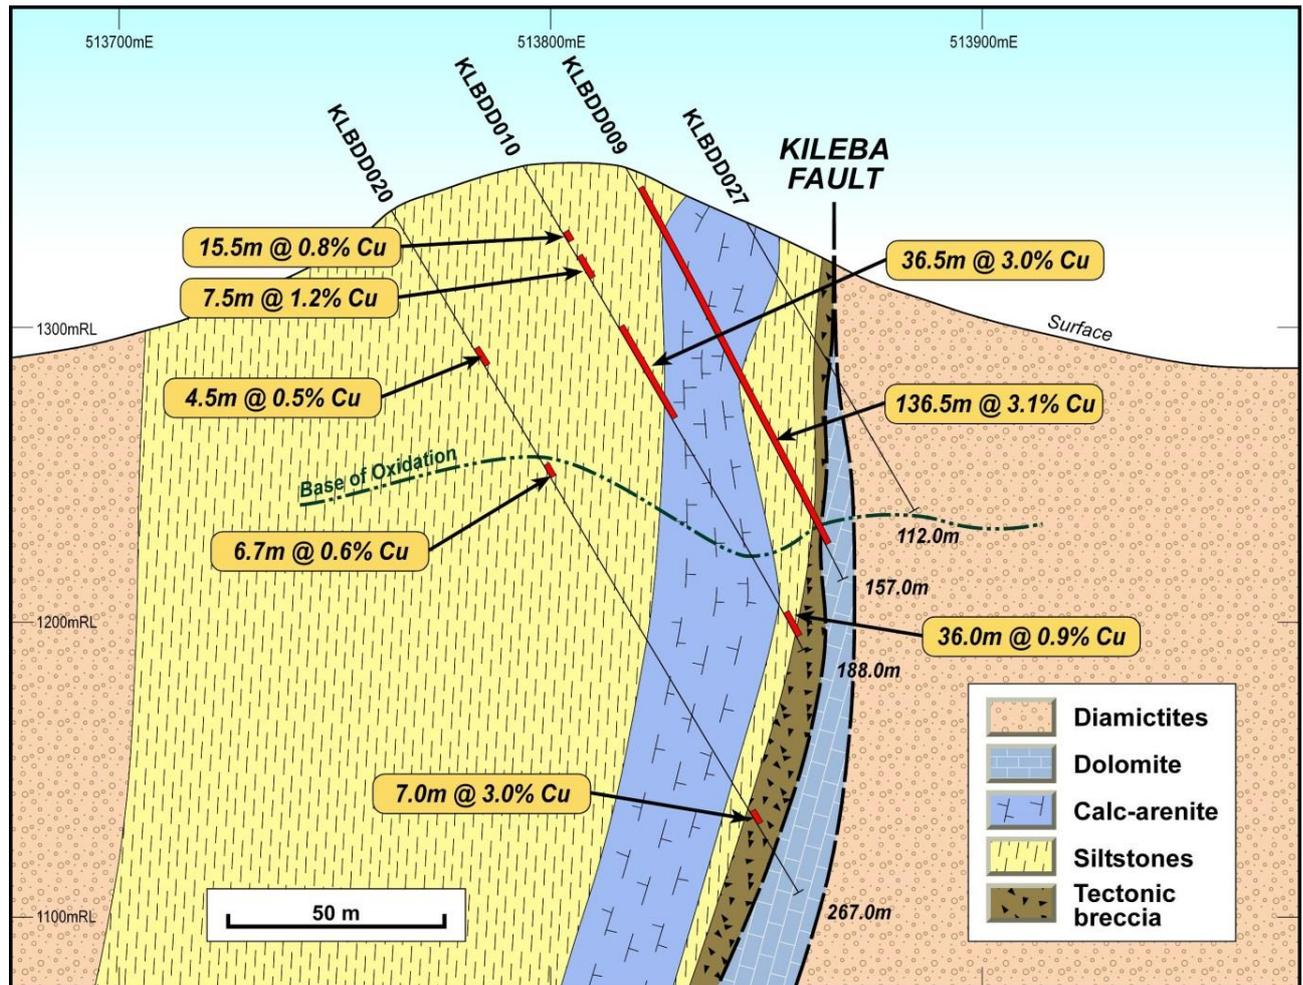 513700mE
513800mE
513900mE
KLBDD020
KLBDD010
KLBDD009
KLBDD027
KILEBA
FAULT
15.5m @ 0.8% Cu
36.5m @ 3.0% Cu
7.5m @ 1.2% Cu
1300mRL
Surface
4.5m @ 0.5% Cu
136.5m @ 3.1% Cu
Base of Oxidation
6.7m @ 0.6% Cu
112.0m
157.0m
1200mRL
36.0m @ 0.9% Cu
188.0m
7.0m @ 3.0% Cu
267.0m
1100mRL
50 m
Diamictites
Dolomite
Calc-arenite
Siltstones
Tectonic
breccia